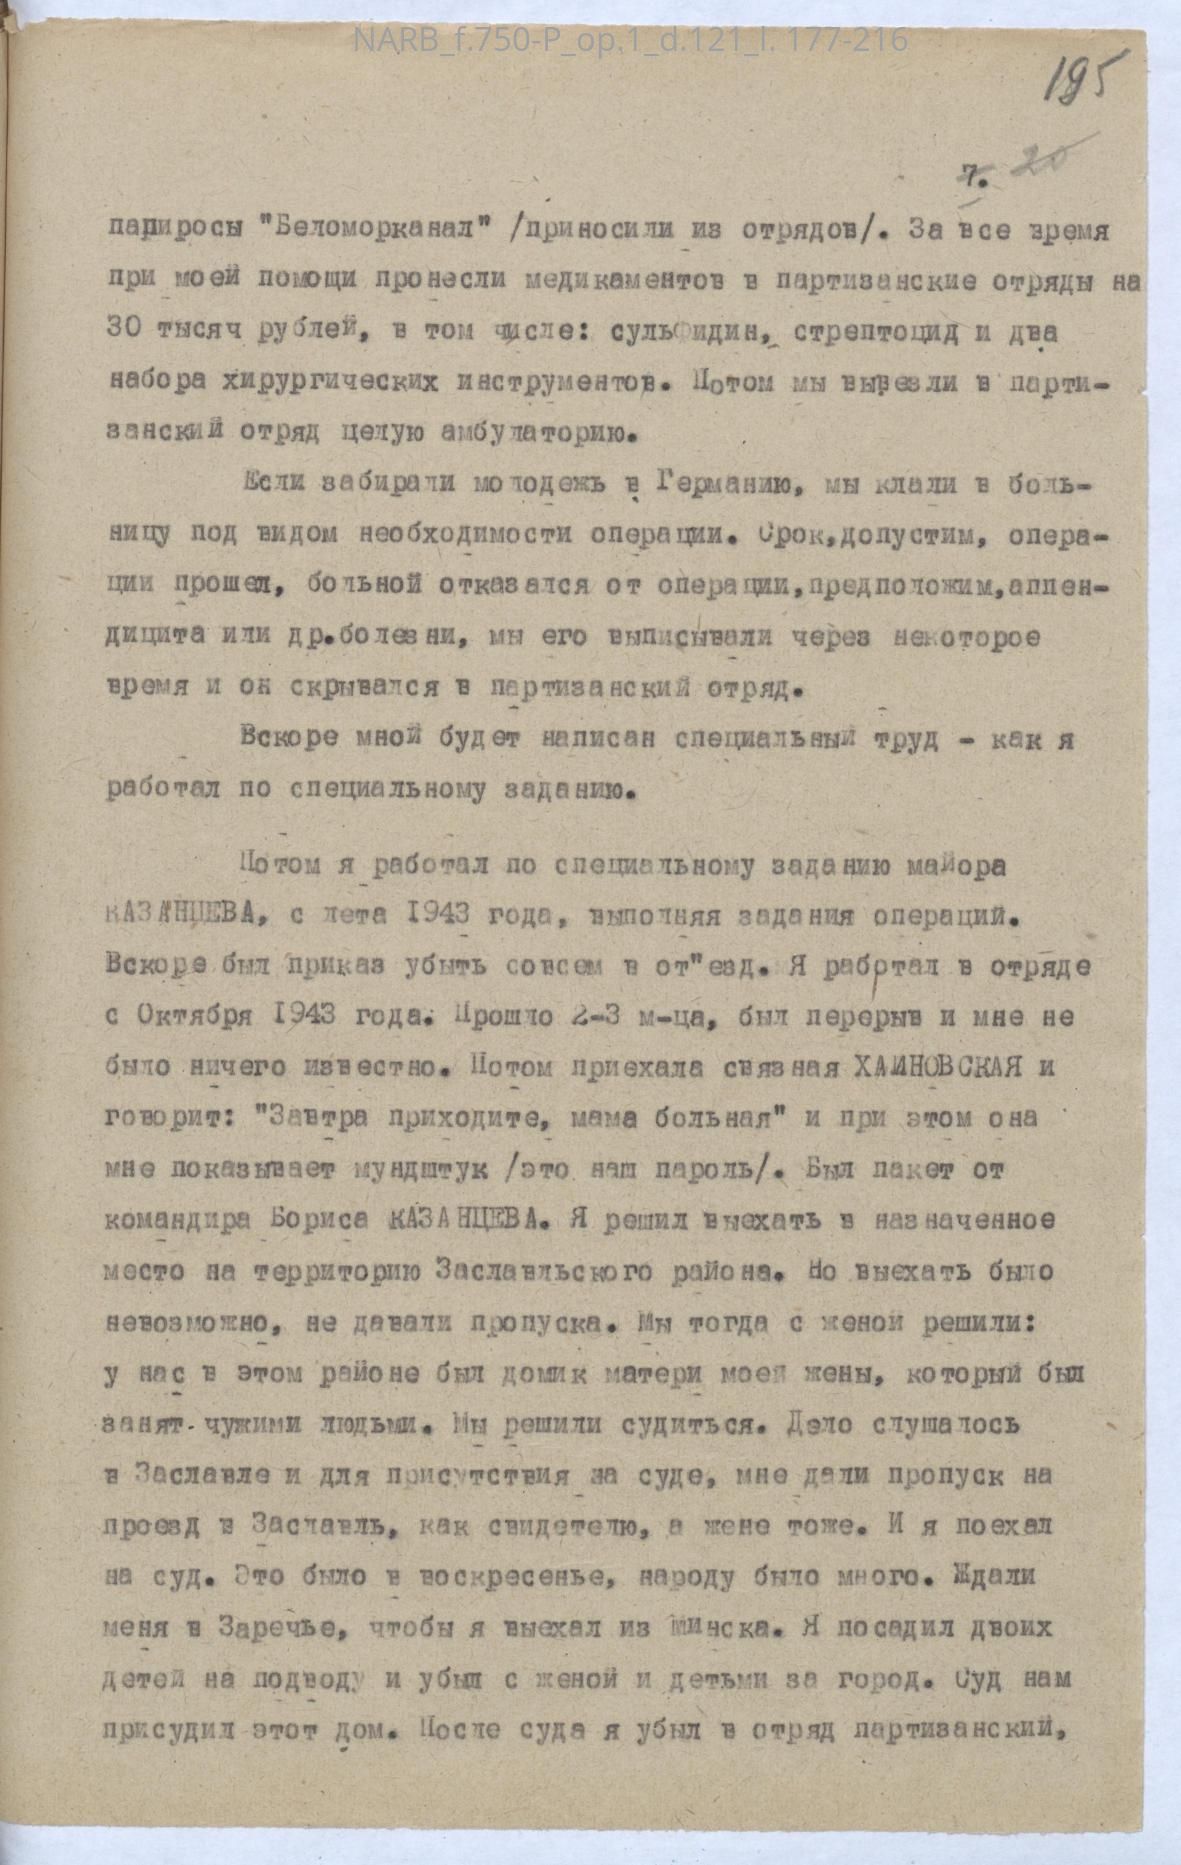 NARB_f.750-P_op.1_d.121_l. 177-216
195
7. 20
папиросы "Беломорканал" /приносили из отрядов/. За все время
при моей помощи пронесли медикаментов в партизанские отряды на
30 тысяч рублей, в том числе: сульфидин, стрептоцид и два
набора хирургических инструментов. Потом мы вывезли в парти-
занский отряд целую амбулаторию.
Если забирали молодежь в Германию, мы клали в боль-
ницу под видом необходимости операции. Срок,допустим, опера-
ции прошел, больной отказался от операции,предположим,аппен-
дицита или др.болезни, мы его выписывали через некоторое
время и он скрывался в партизанский отряд.
Вскоре мной будет написан специальный труд - как я
работал по специальному заданию.
Потом я работал по специальному заданию майора
КАЗАНЦЕВА, с лета 1943 года, выполняя задания операций.
Вскоре был приказ убыть совсем в от"езд. Я работал в отряде
с Октября 1943 года. Прошло 2-3 м-ца, был перерыв и мне не
было ничего известно. Потом приехала связная ХАИНОВСКАЯ и
говорит: "Завтра приходите, мама больная" и при этом она
мне показывает мундштук /это наш пароль/. Был пакет от
командира Бориса КАЗАНЦЕВА. Я решил выехать в назначенное
место на территорию Заславльского района. Но выехать было
невозможно, не давали пропуска. Мы тогда с женой решили:
у нас в этом районе был домик матери моей жены, который был
занят чужими людьми. Мы решили судиться. Дело слушалось
в Заславле и для присутствия на суде, мне дали пропуск на
проезд в Заславль, как свидетелю, а жене тоже. И я поехал
на суд. Это было в воскресенье, народу было много. Ждали
меня в Заречье, чтобы я выехал из Минска. Я посадил двоих
детей на подводу и убыл с женой и детьми за город. Суд нам
присудил этот дом. После суда я убыл в отряд партизанский,